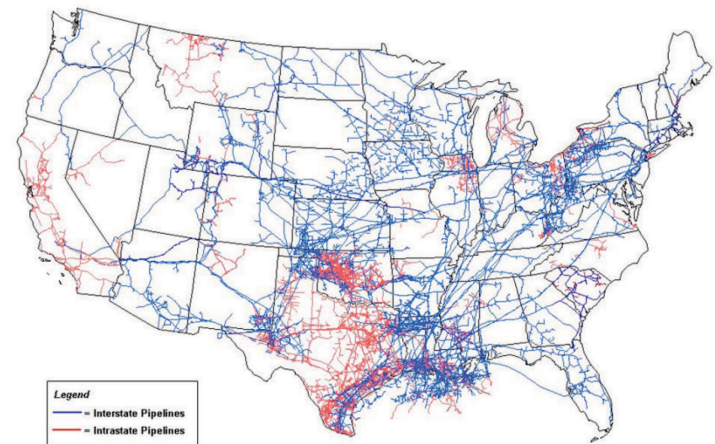 Legend
= Interstate Pipelines
= Intrastate Pipelines